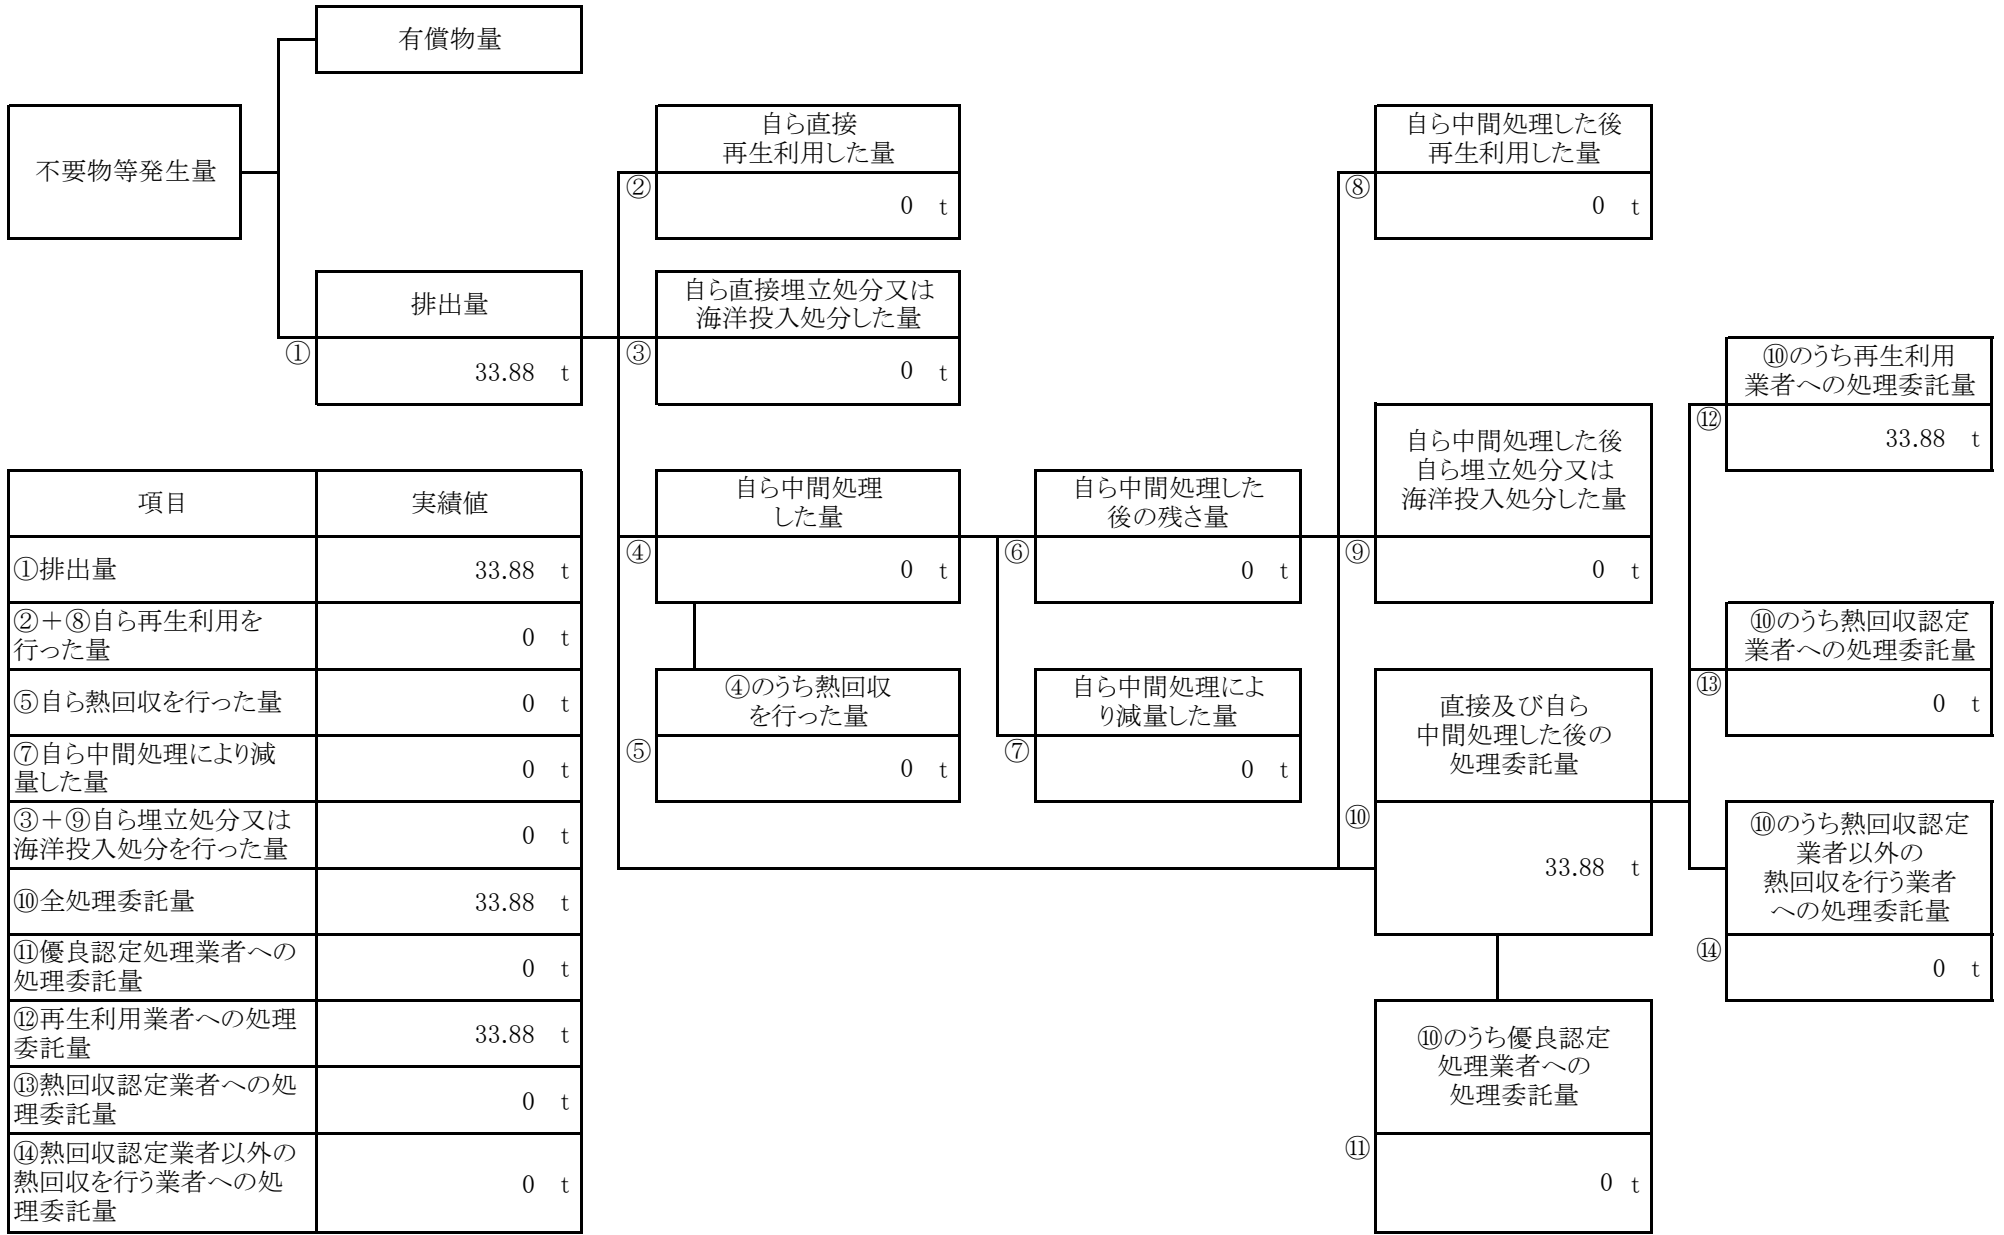 有償物量
不要物等発生量
自ら直接
再生利用した量
②
0 t
自ら中間処理した後
再生利用した量
⑧
0 t
排出量
①
33.88 t
自ら直接埋立処分又は
海洋投入処分した量
③
0 t
⑩のうち再生利用
業者への処理委託量
⑫
33.88 t
自ら中間処理
した量
④
0 t
自ら中間処理した
後の残さ量
⑥
0 t
自ら中間処理した後
自ら埋立処分又は
海洋投入処分した量
⑨
0 t
⑩のうち熱回収認定
業者への処理委託量
⑬
0 t
④のうち熱回収
を行った量
⑤
0 t
自ら中間処理によ
り減量した量
⑦
0 t
直接及び自ら
中間処理した後の
処理委託量
⑩
33.88 t
⑩のうち熱回収認定
業者以外の
熱回収を行う業者
への処理委託量
⑭
0 t
⑩のうち優良認定
処理業者への
処理委託量
⑪
0 t
項目 実績値
①排出量 33.88 t
②＋⑧自ら再生利用を
行った量 0 t
⑤自ら熱回収を行った量 0 t
⑦自ら中間処理により減
量した量 0 t
③＋⑨自ら埋立処分又は
海洋投入処分を行った量 0 t
⑩全処理委託量 33.88 t
⑪優良認定処理業者への
処理委託量 0 t
⑫再生利用業者への処理
委託量 33.88 t
⑬熱回収認定業者への処
理委託量 0 t
⑭熱回収認定業者以外の
熱回収を行う業者への処
理委託量 0 t